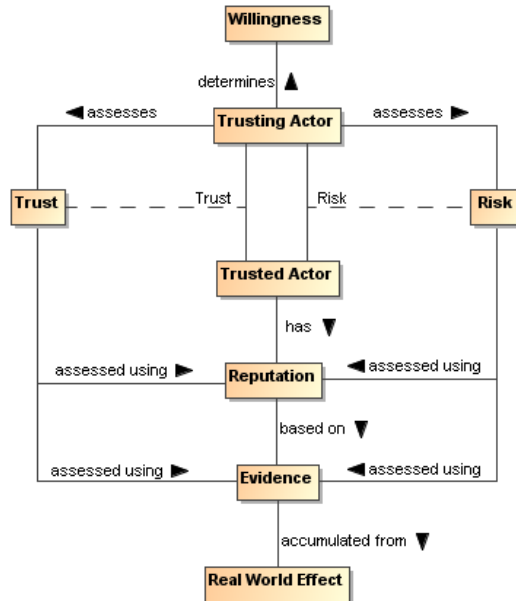 Willingness
determines
assesses
Trusting Actor
assesses
Trust
Trust
Risk
Risk
Trusted Actor
has
assessed using
Reputation
assessed using
based on
assessed using
Evidence
assessed using
accumulated from
Real World Effect